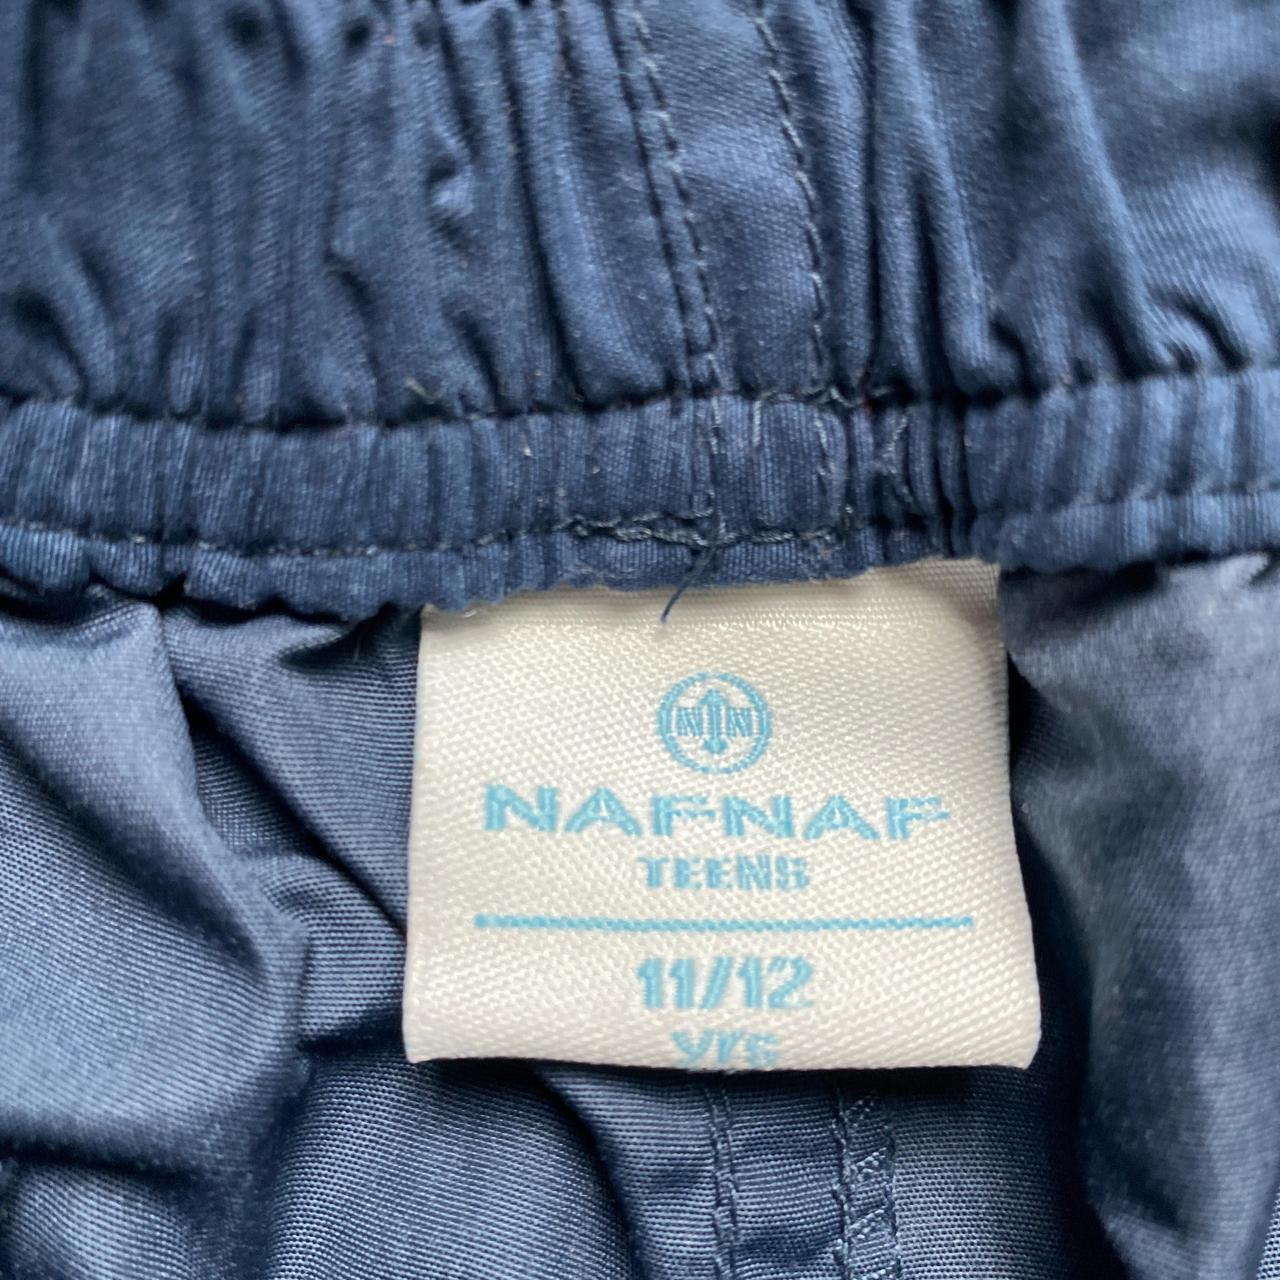 N N
NAFNAF
TEENS
11/12
yrs